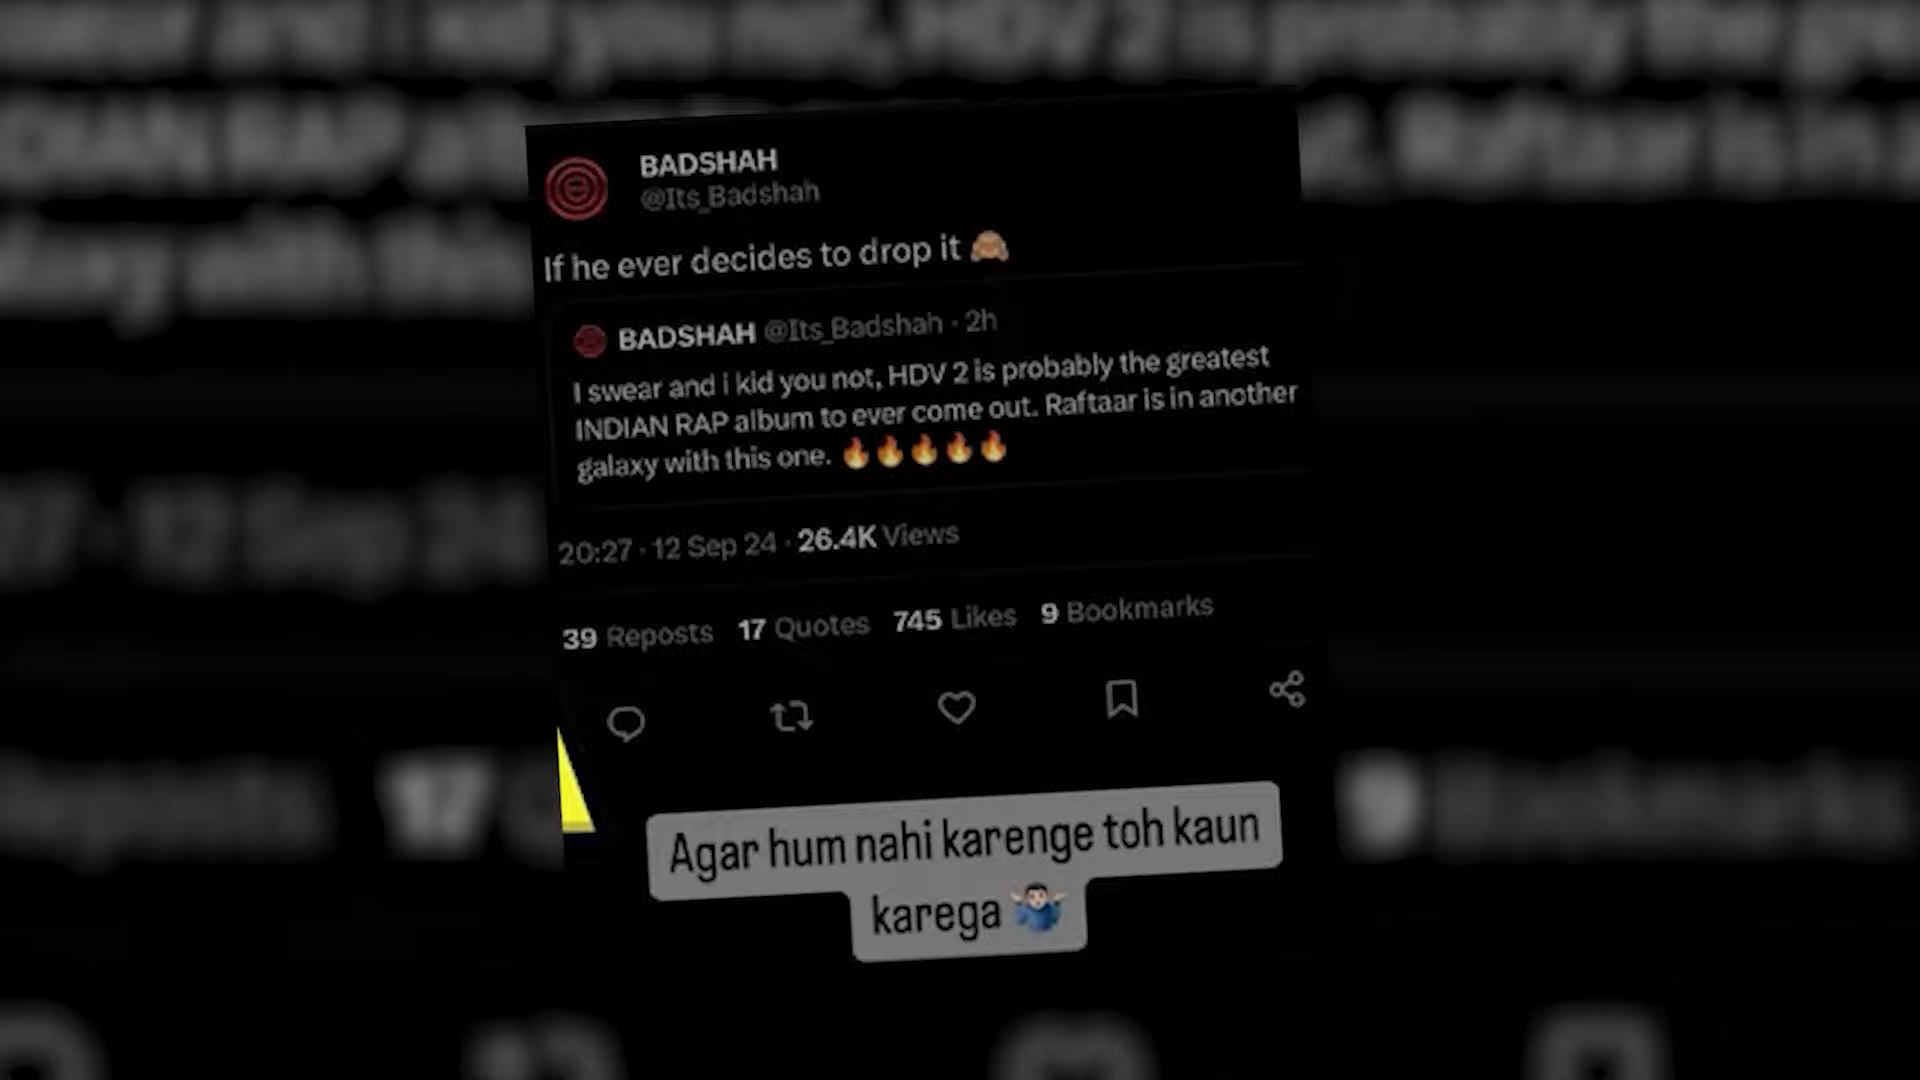 BADSHAH
@Its_Badshah
If he ever decides to drop it 🙈
BADSHAH @Its_Badshah · 2h
I swear and i kid you not, HDV 2 is probably the greatest
INDIAN RAP album to ever come out. Raftaar is in another
galaxy with this one. 🔥🔥🔥🔥🔥
20:27 · 12 Sep 24 · 26.4K Views
39 Reposts 17 Quotes 745 Likes 9 Bookmarks
Agar hum nahi karenge toh kaun
karega 🤷🏻‍♂️